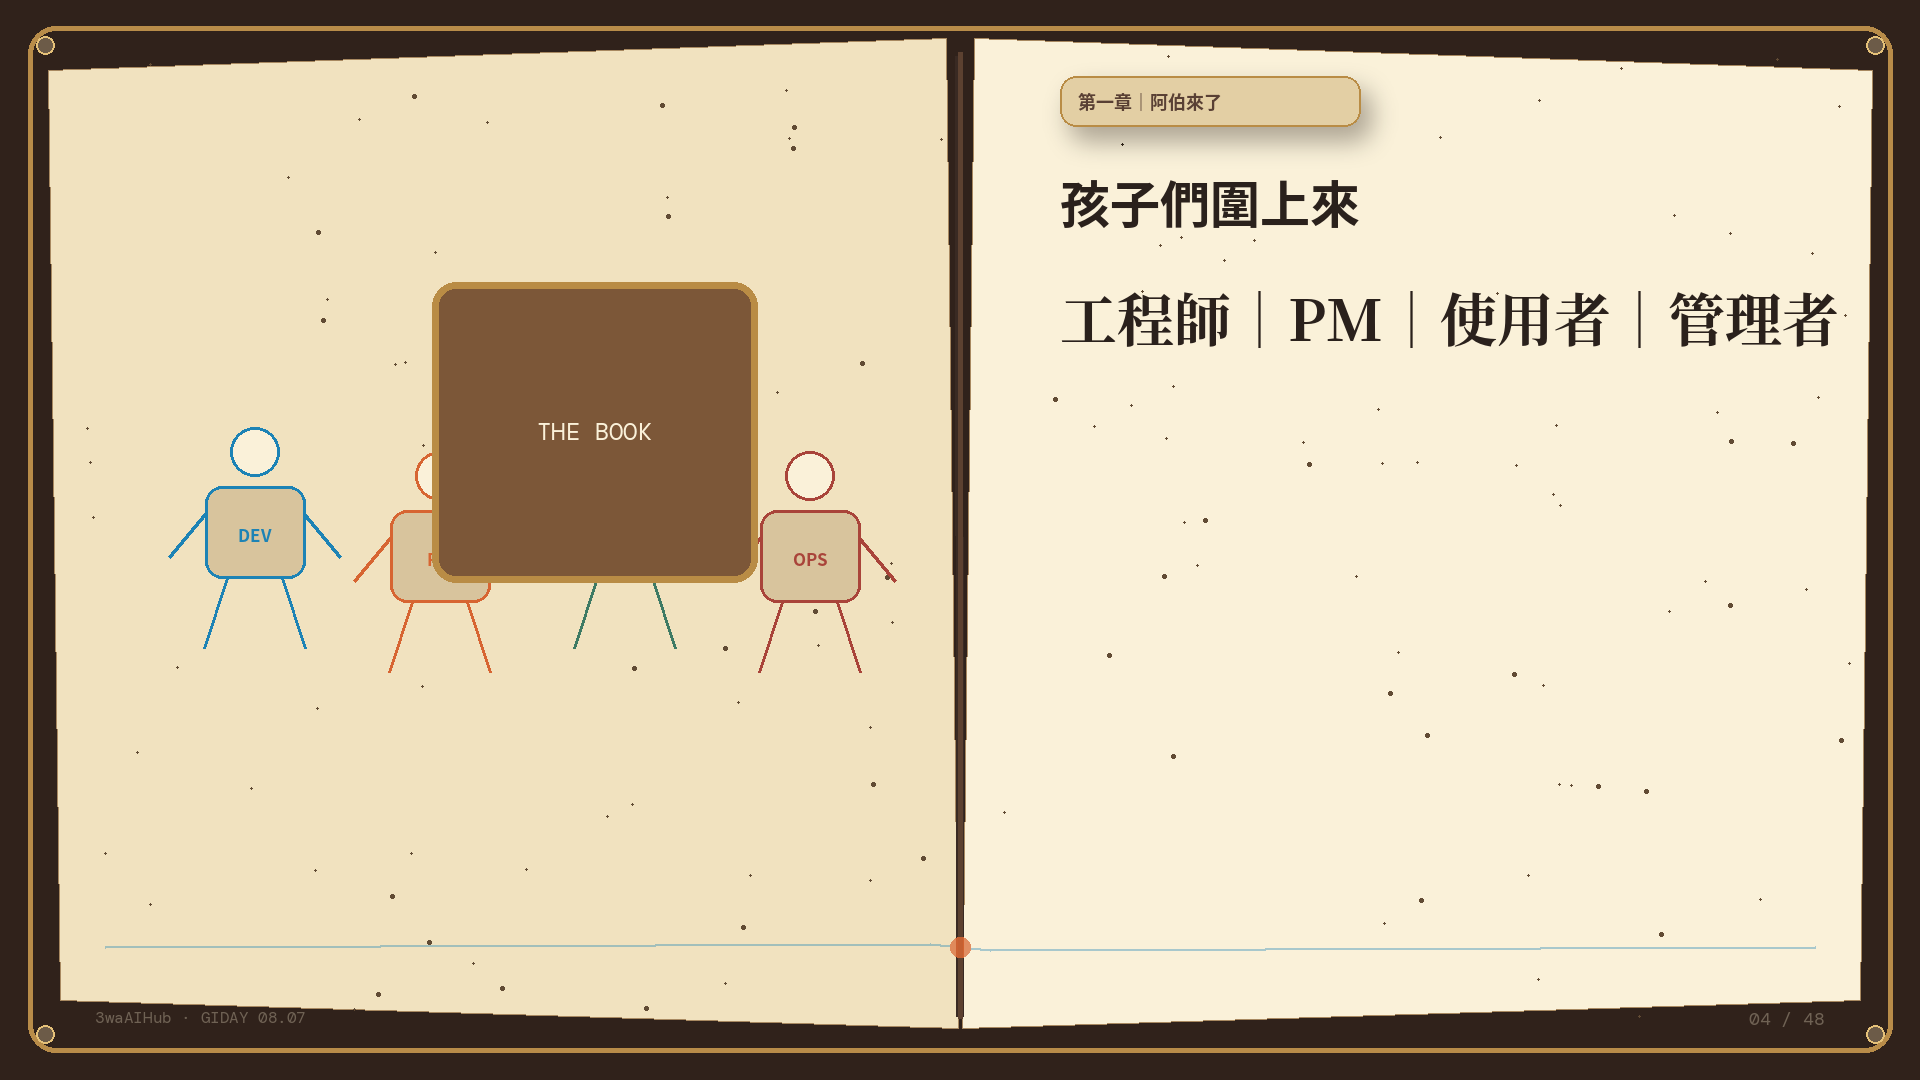 THE BOOK
DEV
OPS
第一章｜阿伯來了
孩子們圍上來
工程師｜PM｜使用者｜管理者
3waAIHub · GIDAY 08.07
04 / 48